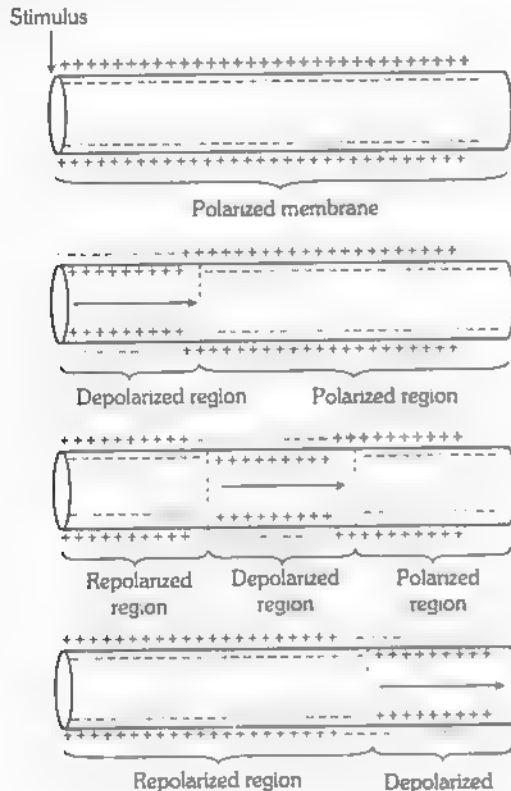 Stimulus
Polarized membrane
Depolarized region Polarized region
Repolarized region Depolarized region Polarized region
Repolarized region Depolarized